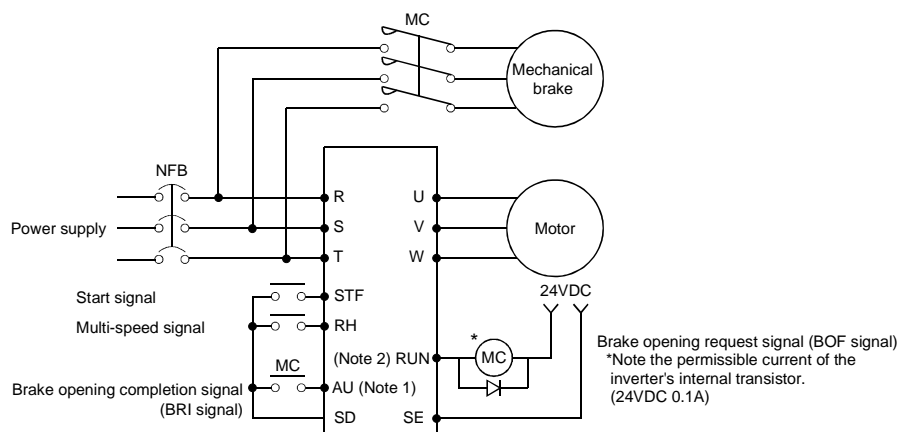 MC
Mechanical
brake
NFB
R
U
Power supply
S
V
Motor
T
W
24VDC
Start signal
STF
Multi-speed signal
RH
Brake opening request signal (BOF signal)
*Note the permissible current of the
inverter's internal transistor.
(24VDC 0.1A)
*
(Note 2) RUN
MC
MC
Brake opening completion signal
(BRI signal)
AU (Note 1)
SD
SE